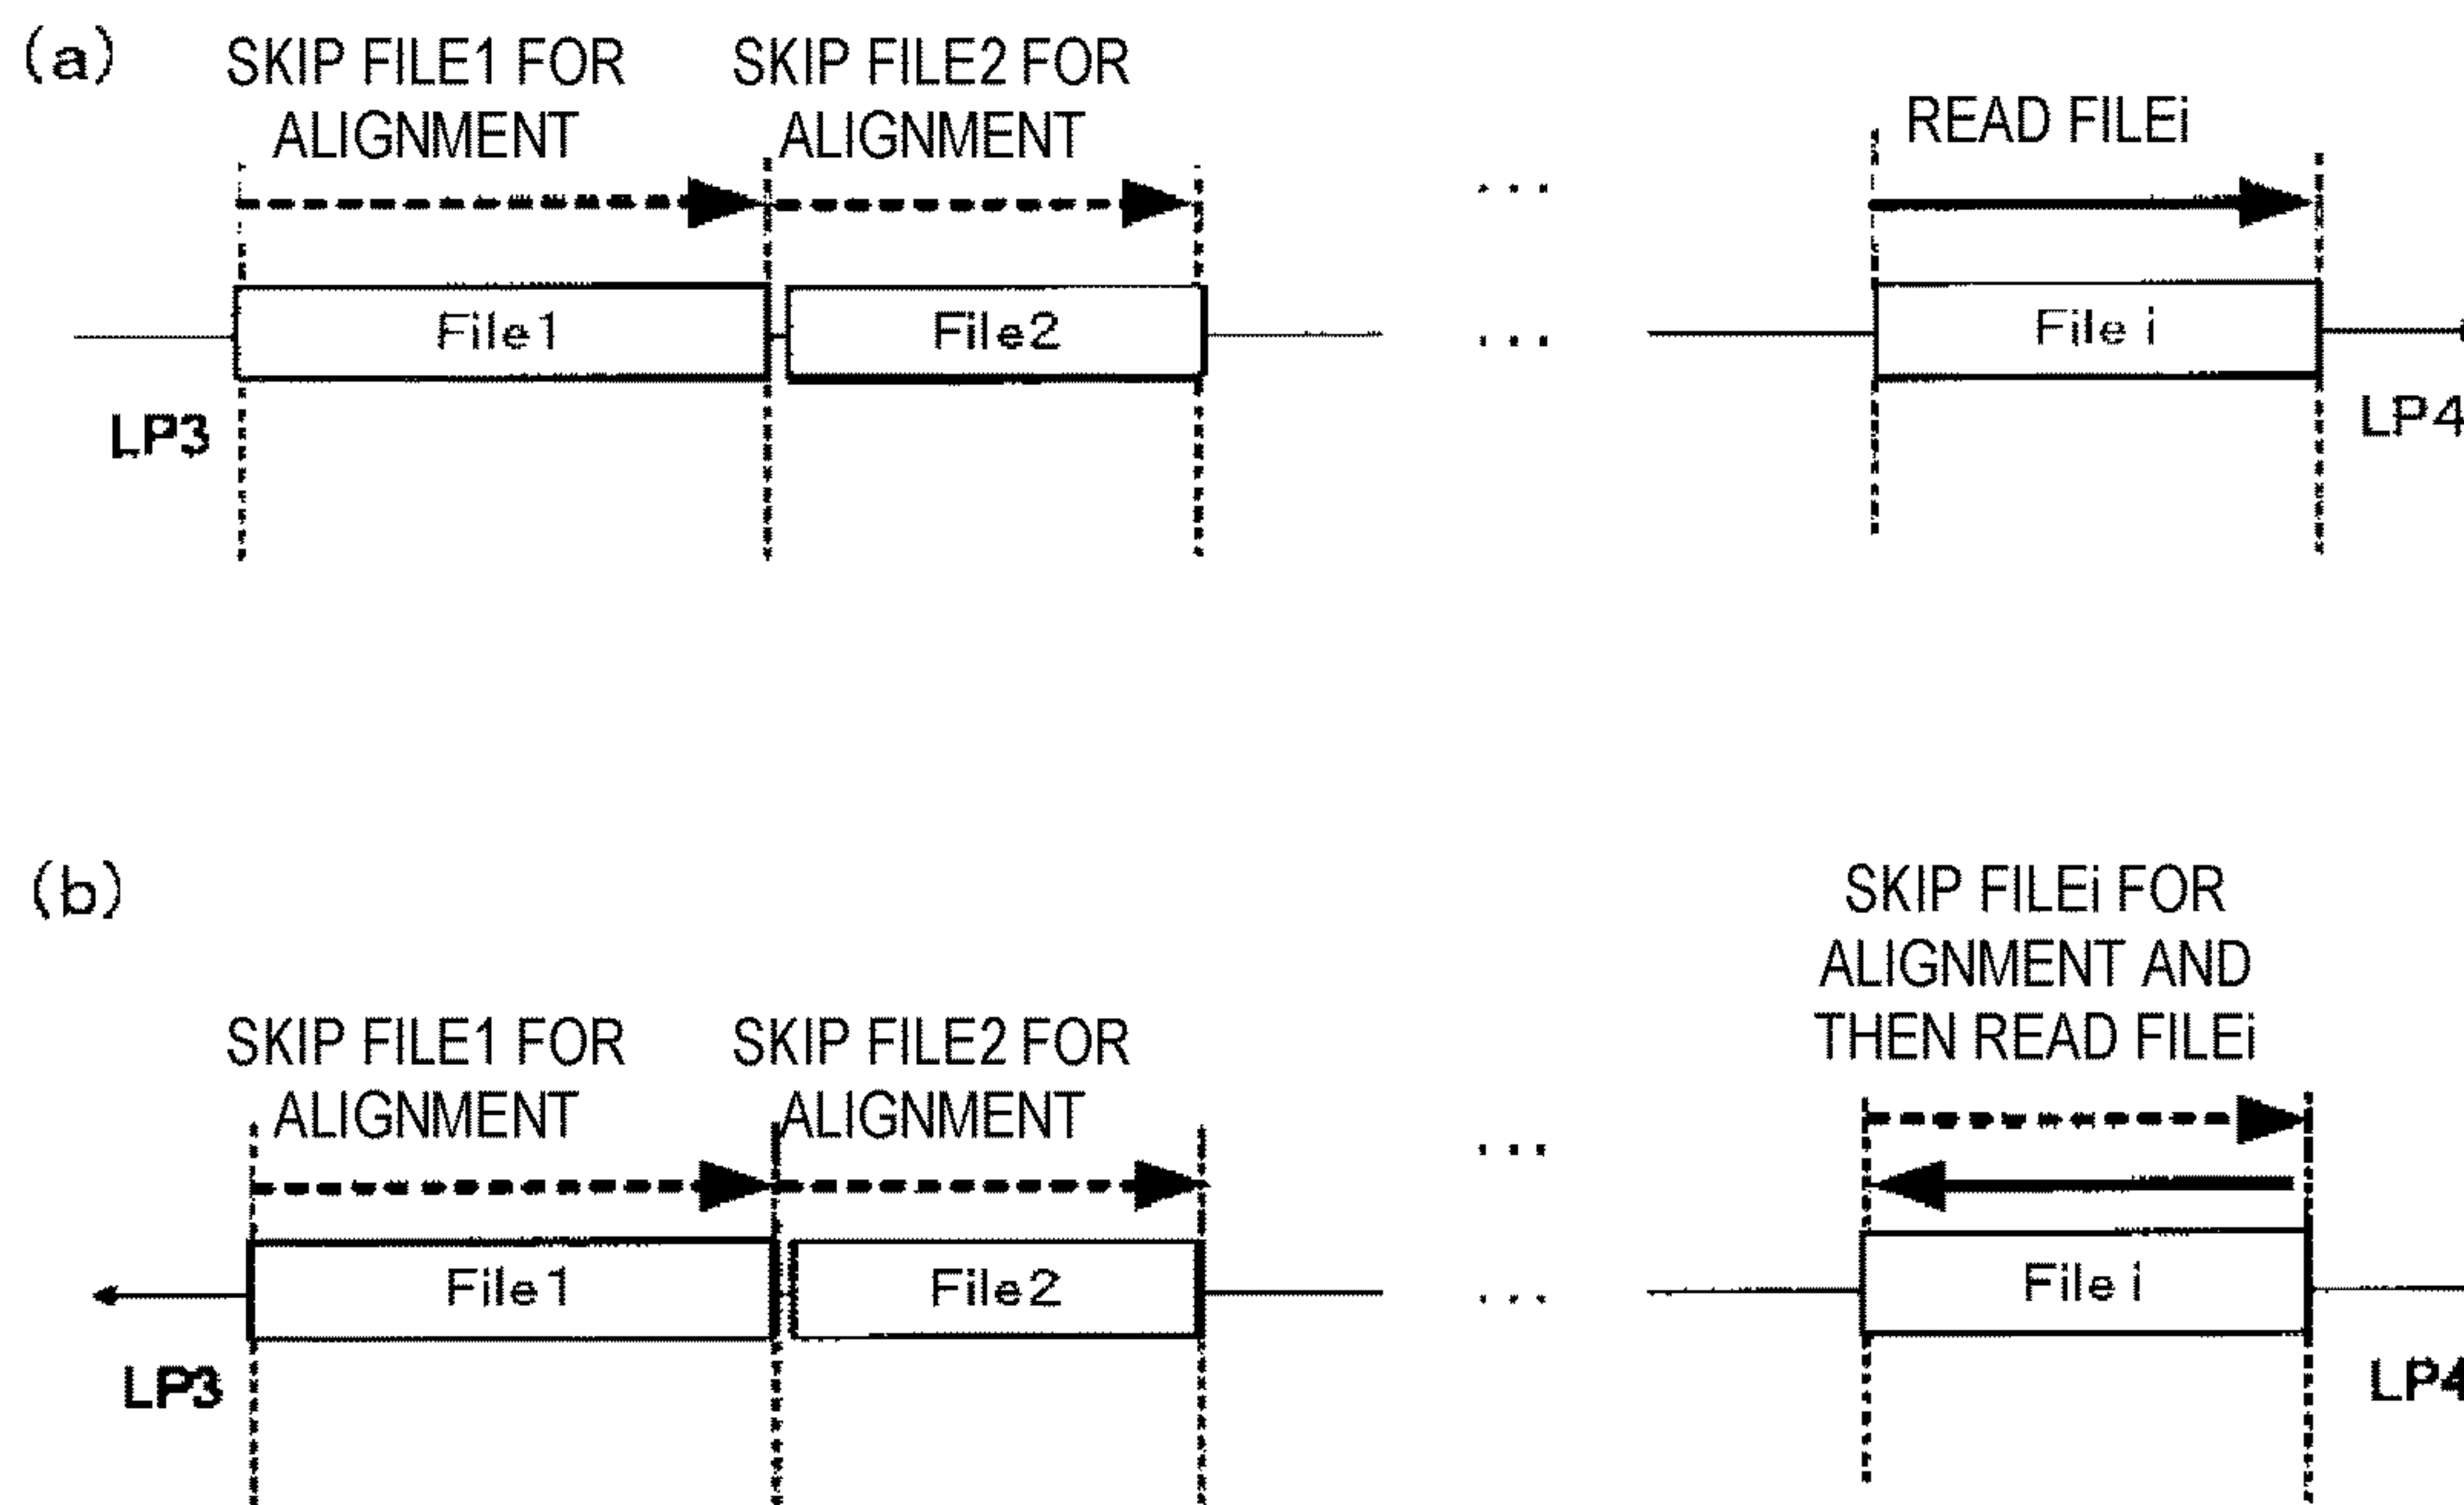 (a)
SKIP FILE1 FOR
ALIGNMENT
SKIP FILE2 FOR
ALIGNMENT
...
READ FILEi
File1
File2
...
File i
LP3
LP4
(b)
SKIP FILE1 FOR
ALIGNMENT
SKIP FILE2 FOR
ALIGNMENT
...
SKIP FILEi FOR
ALIGNMENT AND
THEN READ FILEi
File1
File2
...
File i
LP3
LP4